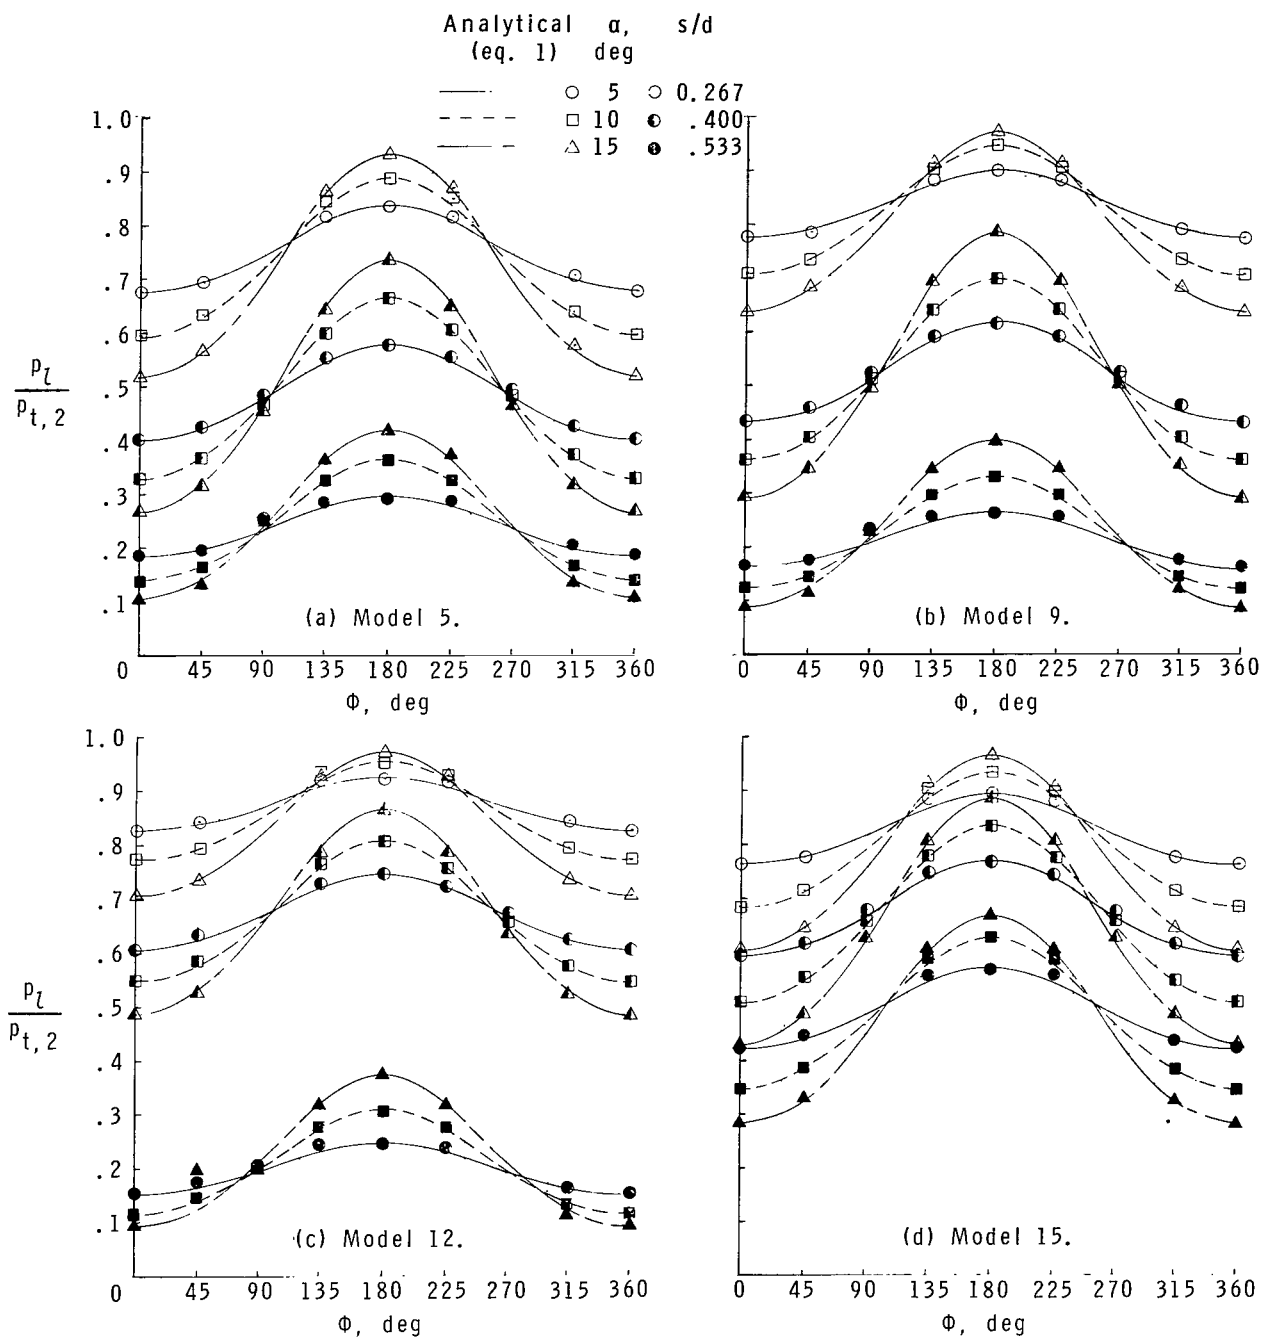 Analytical α, s/d
(eq. 1) deg
5 0.267
10 .400
15 .533
1.0
.9
.8
.7
.6
.5
.4
.3
.2
.1
0
p_l
p_t,2
(a) Model 5.
(b) Model 9.
45 90 135 180 225 270 315 360
0 45 90 135 180 225 270 315 360
Φ, deg
Φ, deg
1.0
.9
.8
.7
.6
.5
.4
.3
.2
.1
0
p_l
p_t,2
(c) Model 12.
(d) Model 15.
45 90 135 180 225 270 315 360
0 45 90 135 180 225 270 315 360
Φ, deg
Φ, deg